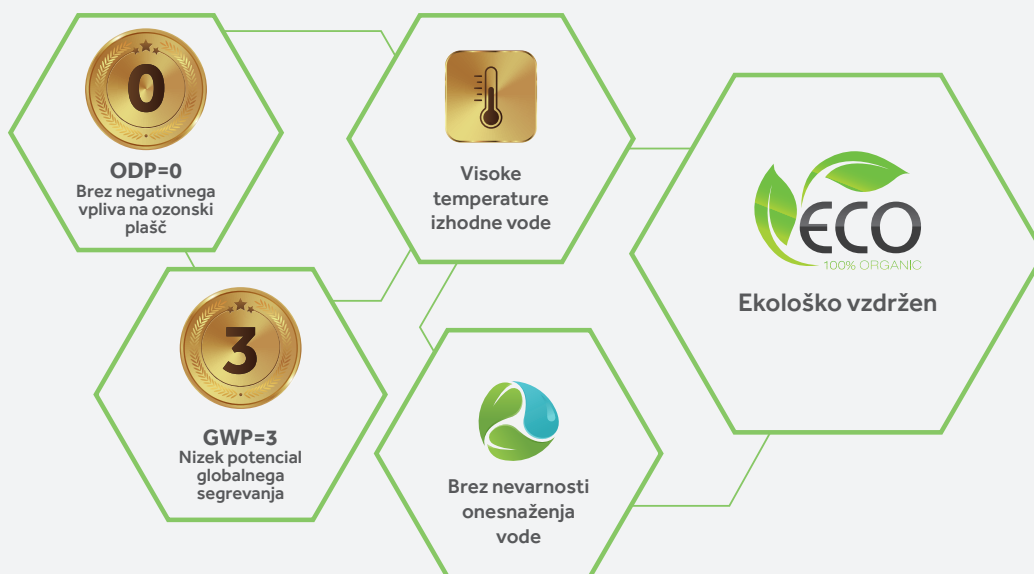 0
ODP=0
Brez negativnega
vpliva na ozonski
plašč
Visoke
temperature
izhodne vode
ECO
100% ORGANIC
Ekološko vzdržen
3
GWP=3
Nizek potencial
globalnega
segrevanja
Brez nevarnosti
onesnaženja
vode